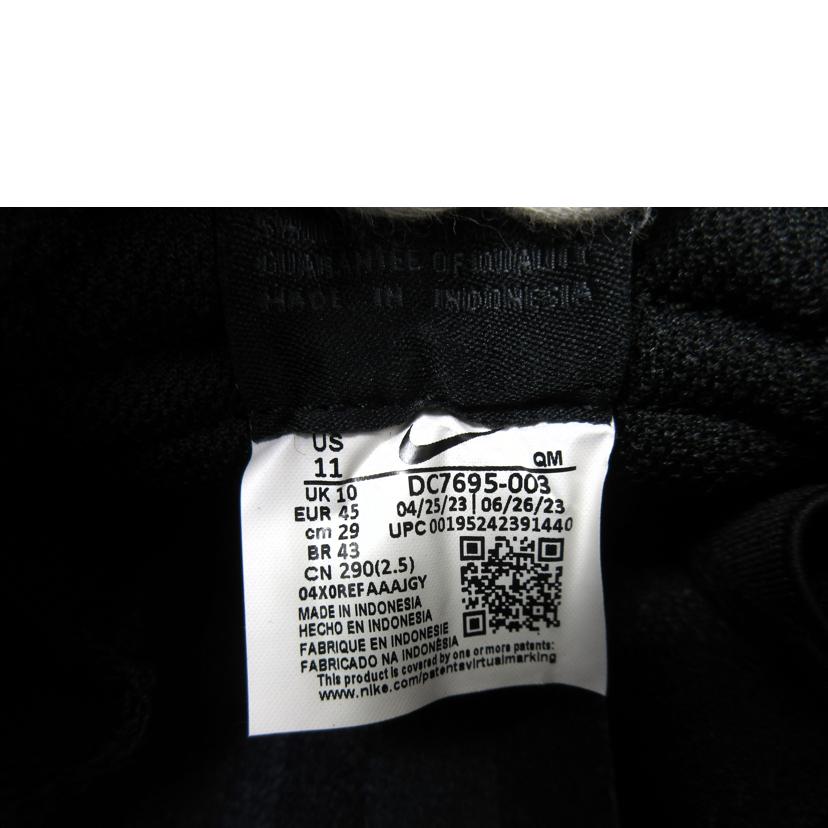 GUARANTEE OF QUALITY
MADE IN INDONESIA
US
11
QM
UK 10
EUR 45
cm 29
BR 43
CN 290(2.5)
DC7695-003
04/25/23 | 06/26/23
UPC 00195242391440
04X0REFAAAJGY
MADE IN INDONESIA
HECHO EN INDONESIA
FABRIQUE EN INDONESIE
FABRICADO NA INDONÉSIA
This product is covered by one or more patents:
www.nike.com/patentsvirtualmarking